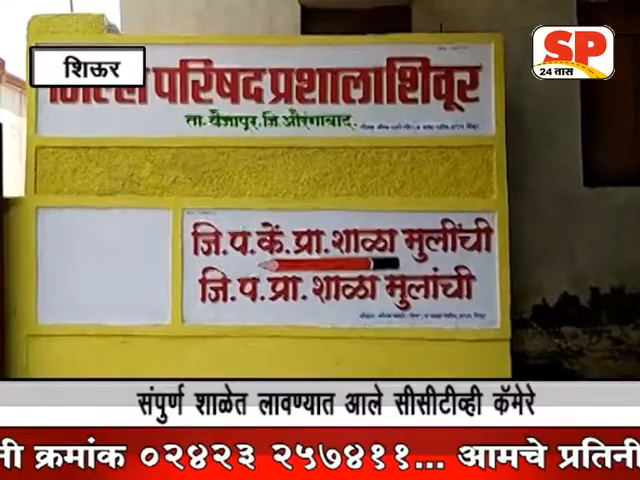 शिऊर
SP
24 तास
जिल्हा परिषद प्रशाला शिवूर
ता. वैजापूर, जि. औरंगाबाद.
जि. प. कें. प्रा. शाळा मुलींची
जि. प. प्रा. शाळा मुलांची
संपुर्ण शाळेत लावण्यात आले सीसीटीव्ही कॅमेरे
नी क्रमांक ०२४२३ २५७४११... आमचे प्रतिनी